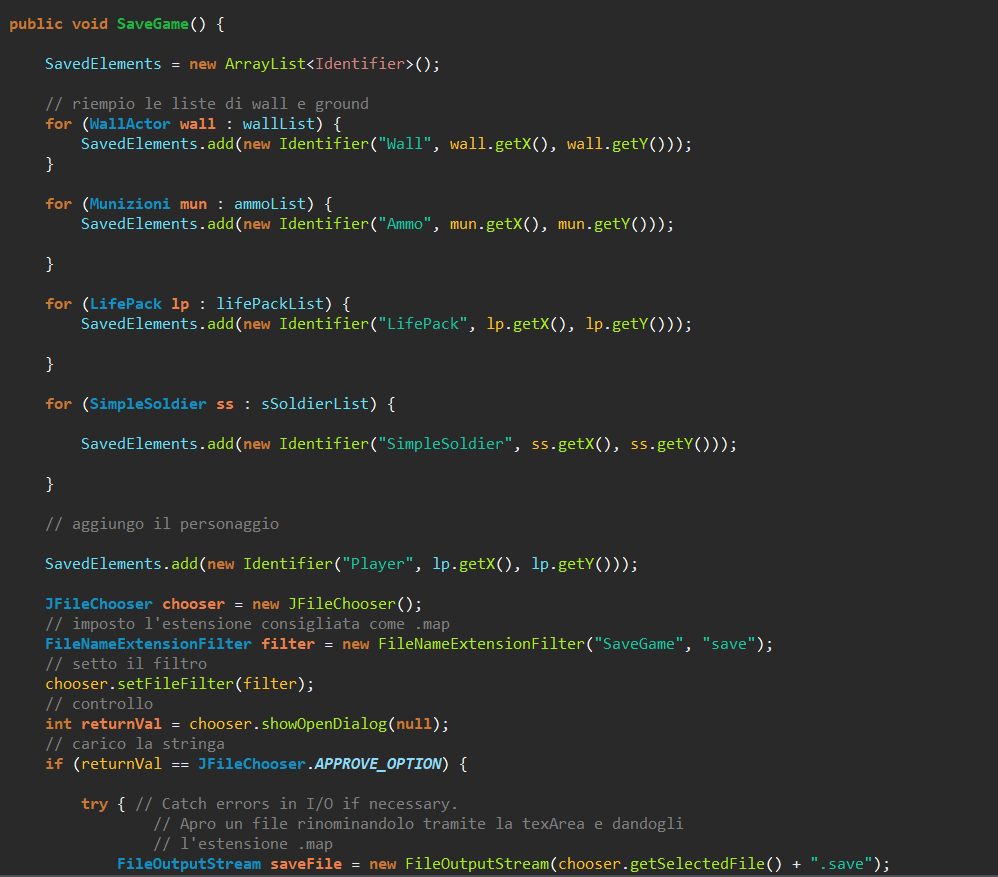 public void SaveGame() {
SavedElements = new ArrayList<Identifier>();
// riempio le liste di wall e ground
for (WallActor wall : wallList) {
SavedElements.add(new Identifier("Wall", wall.getX(), wall.getY()));
}
for (Munizioni mun : ammoList) {
SavedElements.add(new Identifier("Ammo", mun.getX(), mun.getY()));
}
for (LifePack lp : lifePackList) {
SavedElements.add(new Identifier("LifePack", lp.getX(), lp.getY()));
}
for (SimpleSoldier ss : sSoldierList) {
SavedElements.add(new Identifier("SimpleSoldier", ss.getX(), ss.getY()));
}
// aggiungo il personaggio
SavedElements.add(new Identifier("Player", lp.getX(), lp.getY()));
JFileChooser chooser = new JFileChooser();
// imposto l'estensione consigliata come .map
FileNameExtensionFilter filter = new FileNameExtensionFilter("SaveGame", "save");
// setto il filtro
chooser.setFileFilter(filter);
// controllo
int returnVal = chooser.showOpenDialog(null);
// carico la stringa
if (returnVal == JFileChooser.APPROVE_OPTION) {
try { // Catch errors in I/O if necessary.
// Apro un file rinominandolo tramite la texArea e dandogli
// l'estensione .map
FileOutputStream saveFile = new FileOutputStream(chooser.getSelectedFile() + ".save");